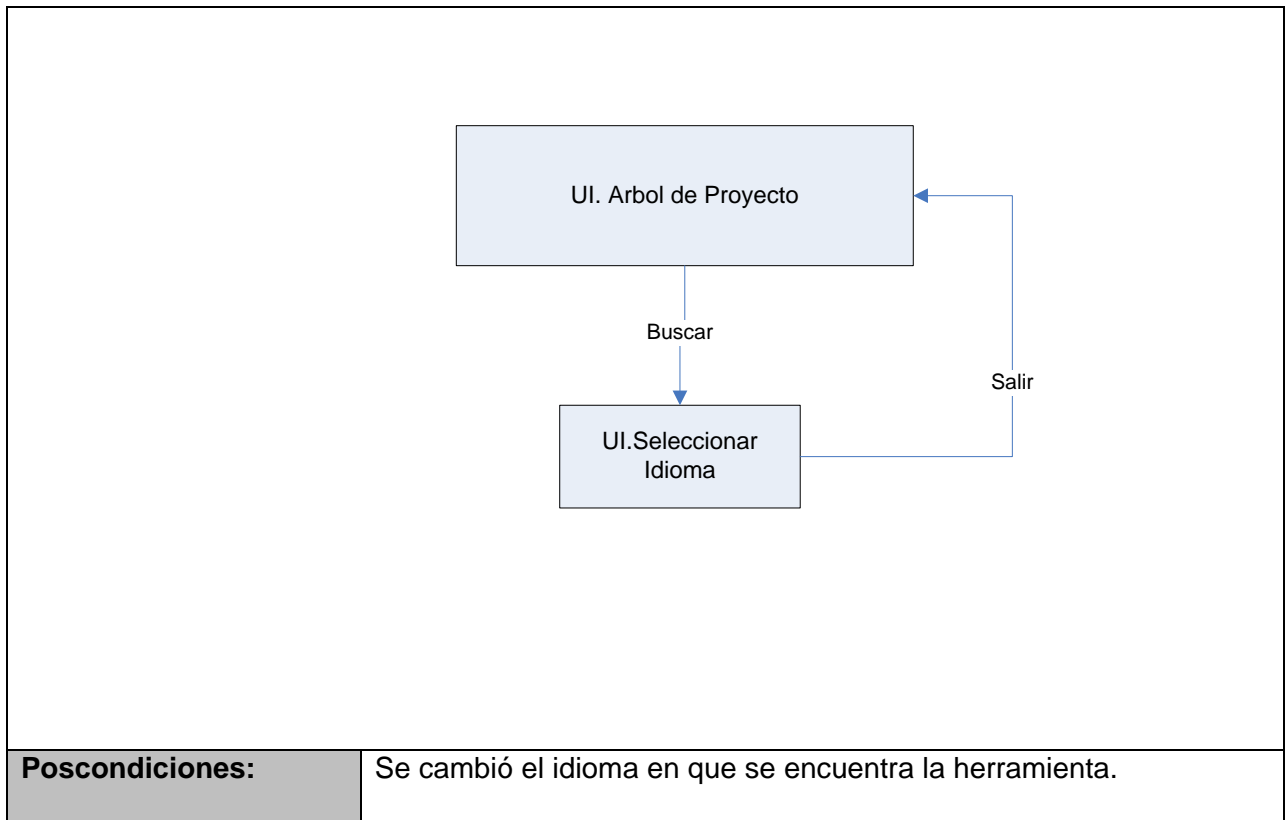 UI. Arbol de Proyecto
Buscar
Salir
UI.Seleccionar
Idioma
Poscondiciones:
Se cambió el idioma en que se encuentra la herramienta.